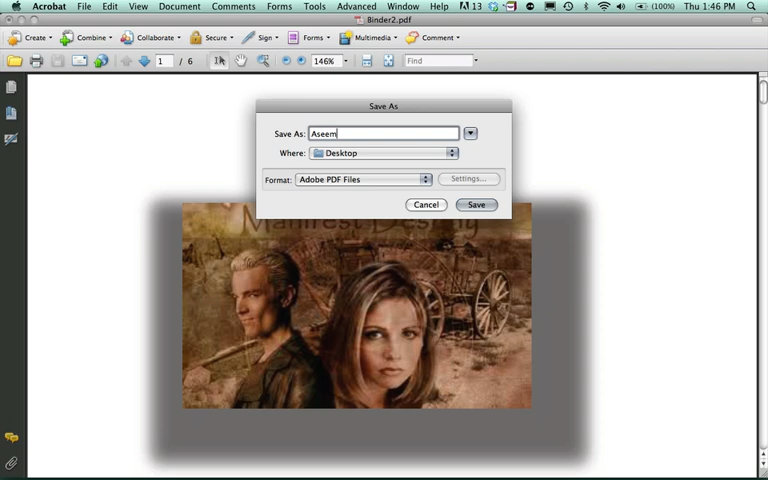 Acrobat File Edit View Document Comments Forms Tools Advanced Window Help 13 (100%) Thu 1:46 PM
Binder2.pdf
Create Combine Collaborate Secure Sign Forms Multimedia Comment
1 / 6 146% Find
Save As
Save As: Aseem
Where: Desktop
Format: Adobe PDF Files Settings...
Cancel Save
Manifest Destiny